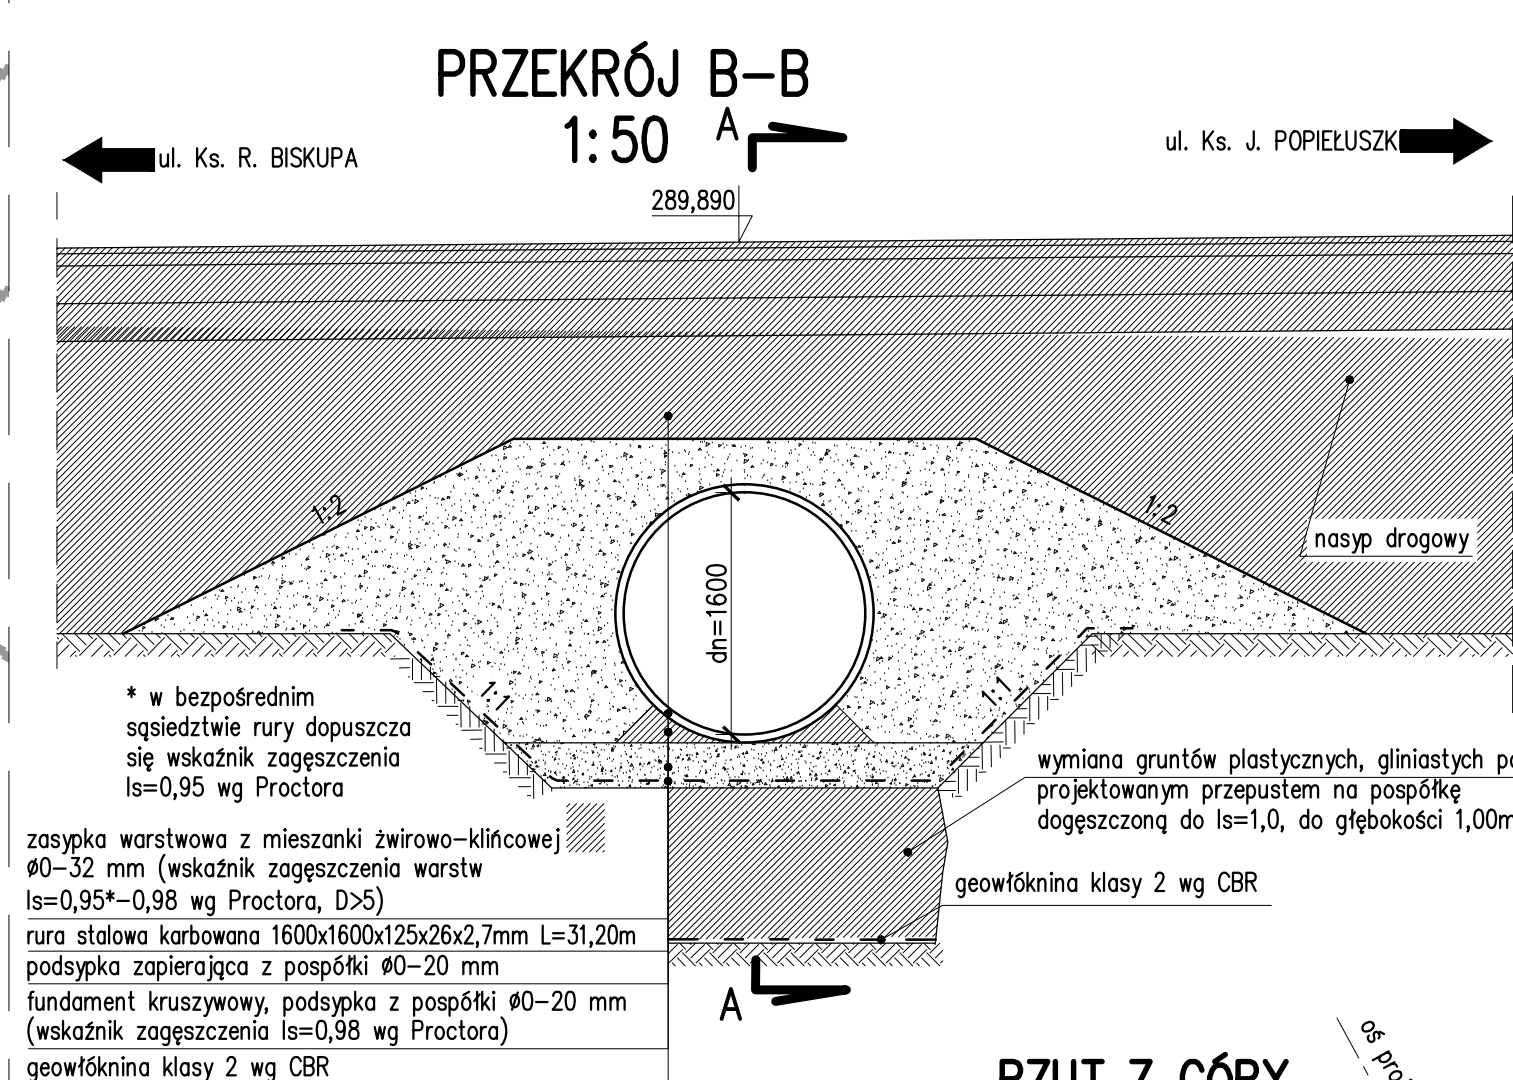 PRZEKRÓJ B-B
1:50
A
ul. Ks. R. BISKUPA
ul. Ks. J. POPIEŁUSZK
289,890
1:2
1:2
nasyp drogowy
dn=1600
1:1
1:1
* w bezpośrednim
sąsiedztwie rury dopuszcza
się wskaźnik zagęszczenia
Is=0,95 wg Proctora
wymiana gruntów plastycznych, gliniastych
projektowanym przepustem na pospółkę
dogęszczoną do Is=1,0, do głębokości 1,00m
geowłóknina klasy 2 wg CBR
zasypka warstwowa z mieszanki żwirowo-klińcowej
Ø0-32 mm (wskaźnik zagęszczenia warstw
Is=0,95*-0,98 wg Proctora, D>5)
rura stalowa karbowana 1600x1600x125x26x2,7mm L=31,20m
podsypka zapierająca z pospółki Ø0-20 mm
fundament kruszywowy, podsypka z pospółki Ø0-20 mm
(wskaźnik zagęszczenia Is=0,98 wg Proctora)
geowłóknina klasy 2 wg CBR
A
RZUT Z GÓRY
oś